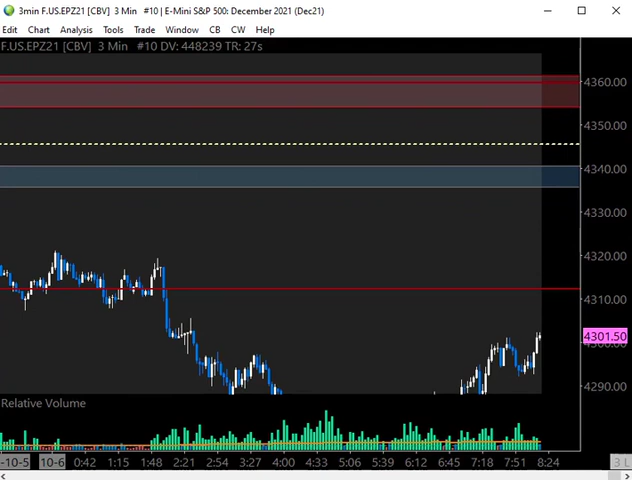 3min F.US.EPZ21 [CBV] 3 Min #10 | E-Mini S&P 500: December 2021 (Dec21)
Edit Chart Analysis Tools Trade Window CB CW Help
F.US.EPZ21 [CBV] 3 Min #10 DV: 448239 TR: 27s
4360.00
4350.00
4340.00
4330.00
4320.00
4310.00
4301.50
4290.00
Relative Volume
-10-5 10-6 0:42 1:15 1:48 2:21 2:54 3:27 4:00 4:33 5:06 5:39 6:12 6:45 7:18 7:51 8:24 3 L